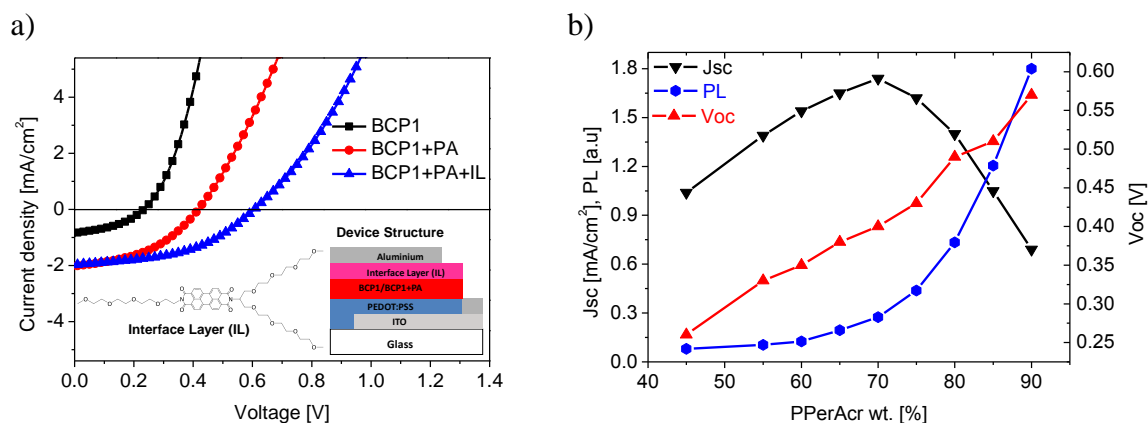 a)
Current density [mA/cm²]
4
2
0
-2
-4
BCP1
BCP1+PA
BCP1+PA+IL
Device Structure
Aluminium
Interface Layer (IL)
BCP1/BCP1+PA
PEDOT:PSS
ITO
Glass
Interface Layer (IL)
0.0 0.2 0.4 0.6 0.8 1.0 1.2 1.4
Voltage [V]
b)
Jsc [mA/cm²], PL [a.u]
1.8
1.5
1.2
0.9
0.6
0.3
0.0
Jsc
PL
Voc
0.60
0.55
0.50
0.45
0.40
0.35
0.30
0.25
Voc [V]
40 50 60 70 80 90
PPerAcr wt. [%]